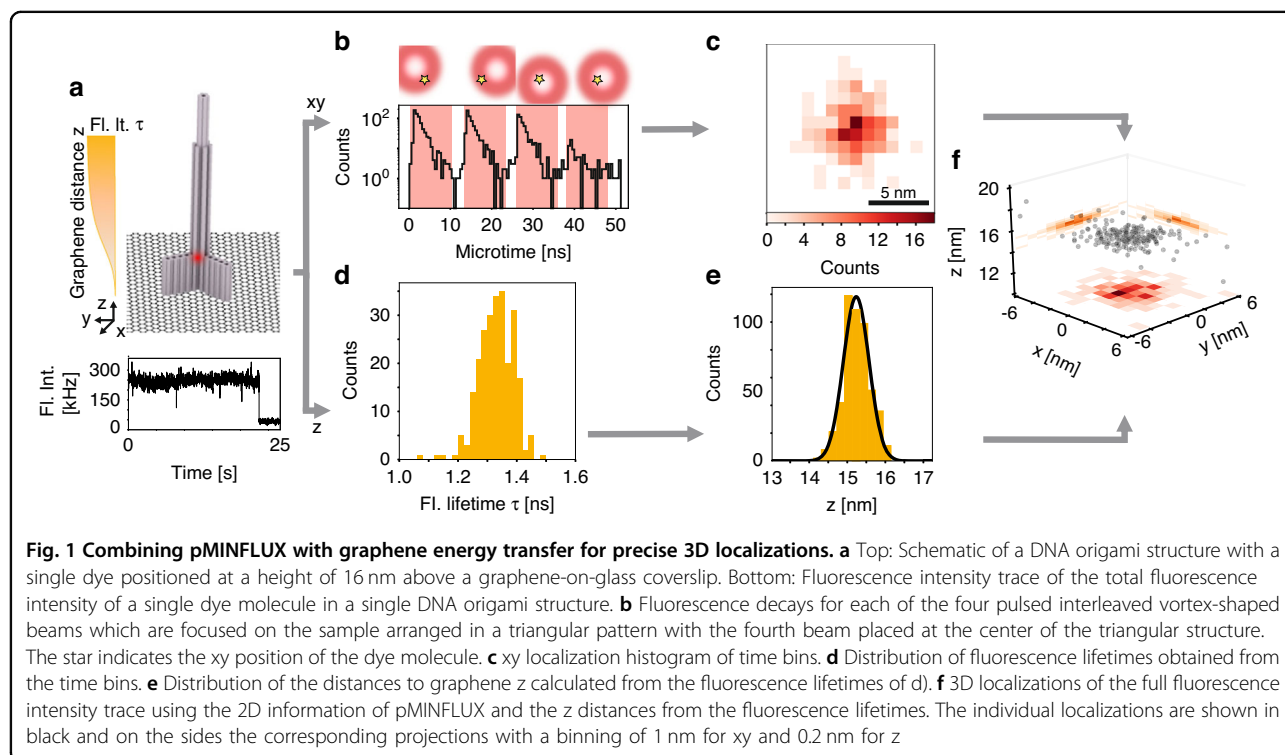 a
Fl. lt. τ
Graphene distance z
z
y
x
Fl. Int.
[kHz]
300
150
0
0
25
Time [s]
xy
z
b
Counts
10²
10⁰
0
10
20
30
40
50
Microtime [ns]
c
5 nm
0
4
8
12
16
Counts
d
Counts
30
20
10
0
1.0
1.2
1.4
1.6
Fl. lifetime τ [ns]
e
Counts
100
50
0
13
14
15
16
17
z [nm]
f
z [nm]
20
18
16
14
12
-6
0
6
x [nm]
-6
0
6
y [nm]
Fig. 1 Combining pMINFLUX with graphene energy transfer for precise 3D localizations. a Top: Schematic of a DNA origami structure with a
single dye positioned at a height of 16 nm above a graphene-on-glass coverslip. Bottom: Fluorescence intensity trace of the total fluorescence
intensity of a single dye molecule in a single DNA origami structure. b Fluorescence decays for each of the four pulsed interleaved vortex-shaped
beams which are focused on the sample arranged in a triangular pattern with the fourth beam placed at the center of the triangular structure.
The star indicates the xy position of the dye molecule. c xy localization histogram of time bins. d Distribution of fluorescence lifetimes obtained from
the time bins. e Distribution of the distances to graphene z calculated from the fluorescence lifetimes of d). f 3D localizations of the full fluorescence
intensity trace using the 2D information of pMINFLUX and the z distances from the fluorescence lifetimes. The individual localizations are shown in
black and on the sides the corresponding projections with a binning of 1 nm for xy and 0.2 nm for z